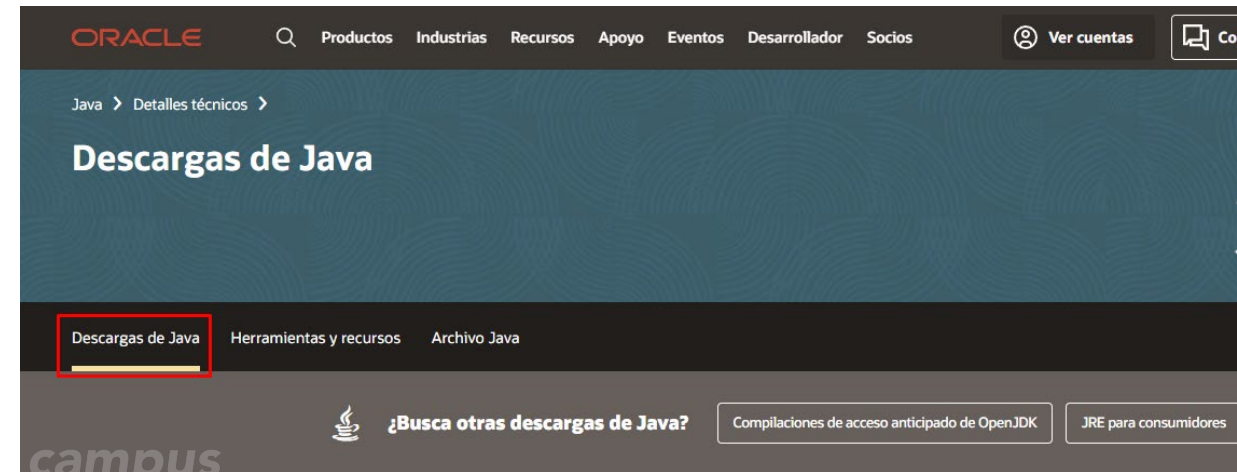 ORACLE Productos Industrias Recursos Apoyo Eventos Desarrollador Socios Ver cuentas Co
Java > Detalles técnicos >
Descargas de Java
Descargas de Java Herramientas y recursos Archivo Java
¿Busca otras descargas de Java? Compilaciones de acceso anticipado de OpenJDK JRE para consumidores
campus